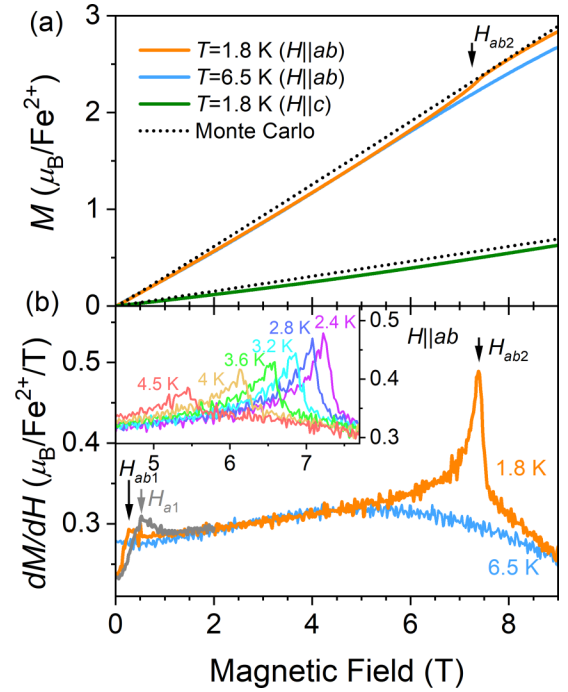 (a)
3
2
1
0
M (μB/Fe2+)
Hab2
T=1.8 K (H||ab)
T=6.5 K (H||ab)
T=1.8 K (H||c)
Monte Carlo
(b)
0.5
0.4
0.3
dM/dH (μB/Fe2+/T)
2.4 K
2.8 K
3.2 K
3.6 K
4 K
4.5 K
0.5
0.4
0.3
5 6 7
H||ab
Hab2
Hab1
Ha1
1.8 K
6.5 K
0 2 4 6 8
Magnetic Field (T)